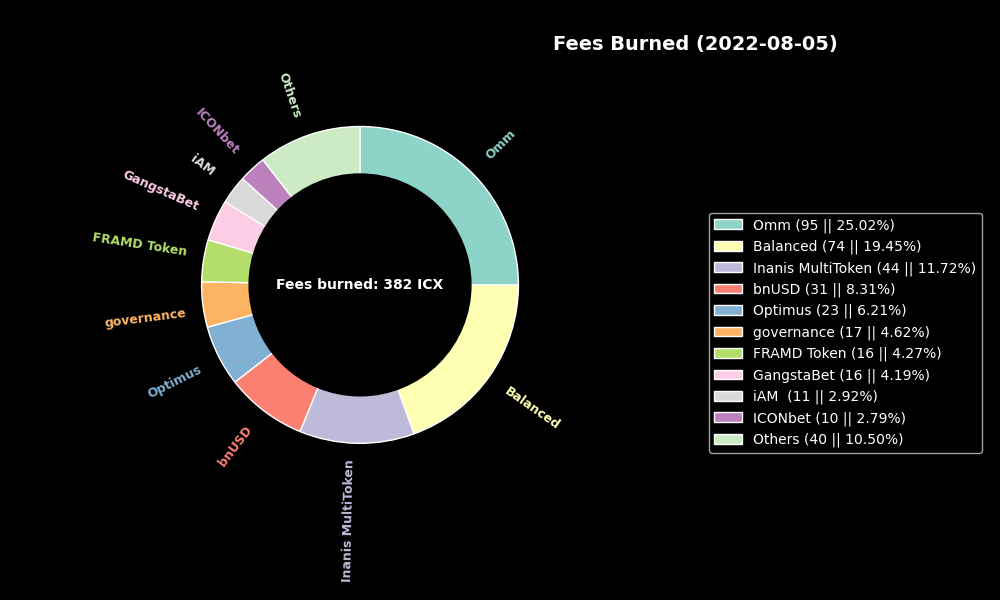 Fees Burned (2022-08-05)
Others
ICONbet
iAM
GangstaBet
FRAMD Token
governance
Optimus
bnUSD
Inanis MultiToken
Balanced
Omm
Fees burned: 382 ICX
Omm (95 || 25.02%)
Balanced (74 || 19.45%)
Inanis MultiToken (44 || 11.72%)
bnUSD (31 || 8.31%)
Optimus (23 || 6.21%)
governance (17 || 4.62%)
FRAMD Token (16 || 4.27%)
GangstaBet (16 || 4.19%)
iAM  (11 || 2.92%)
ICONbet (10 || 2.79%)
Others (40 || 10.50%)